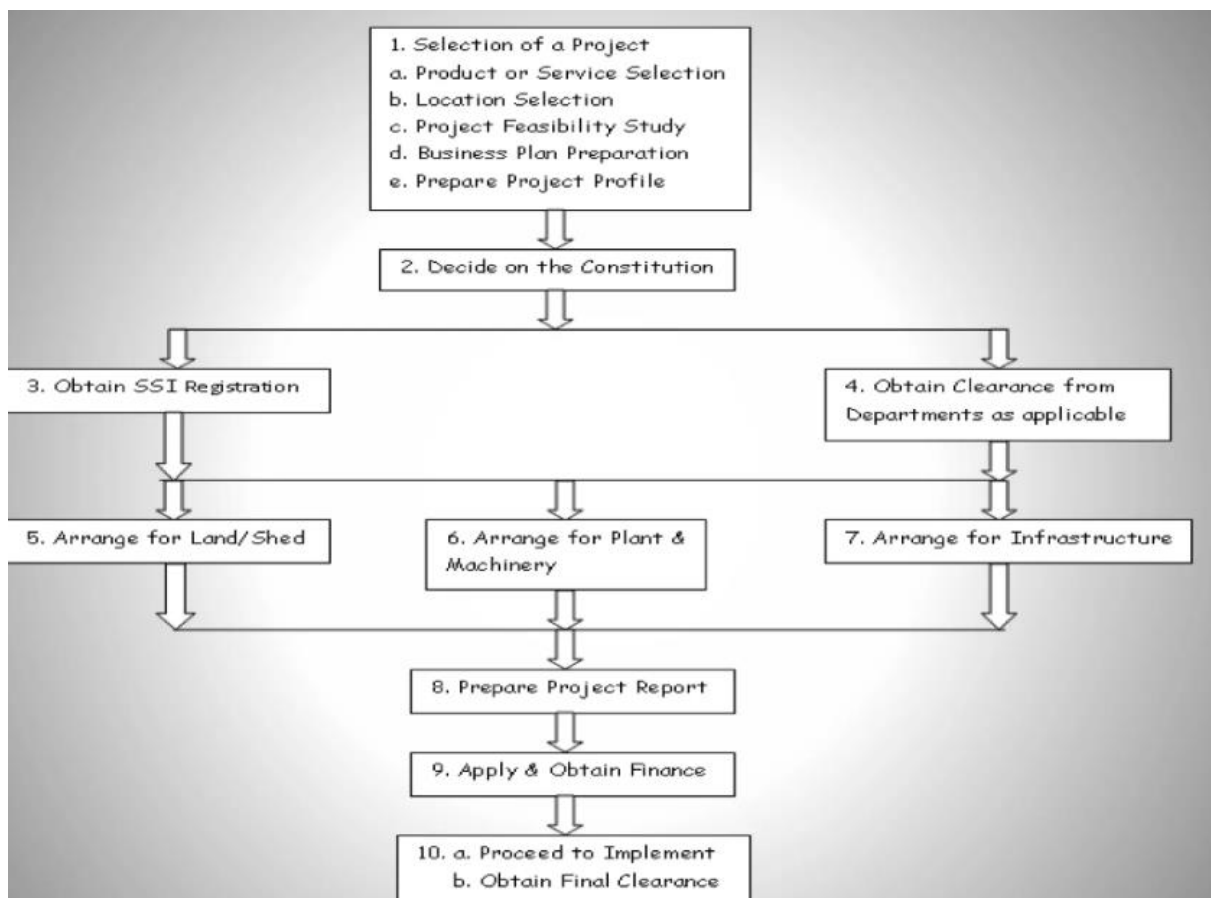 1. Selection of a Project
a. Product or Service Selection
b. Location Selection
c. Project Feasibility Study
d. Business Plan Preparation
e. Prepare Project Profile
2. Decide on the Constitution
3. Obtain SSI Registration
4. Obtain Clearance from
Departments as applicable
5. Arrange for Land/Shed
6. Arrange for Plant &
Machinery
7. Arrange for Infrastructure
8. Prepare Project Report
9. Apply & Obtain Finance
10. a. Proceed to Implement
b. Obtain Final Clearance